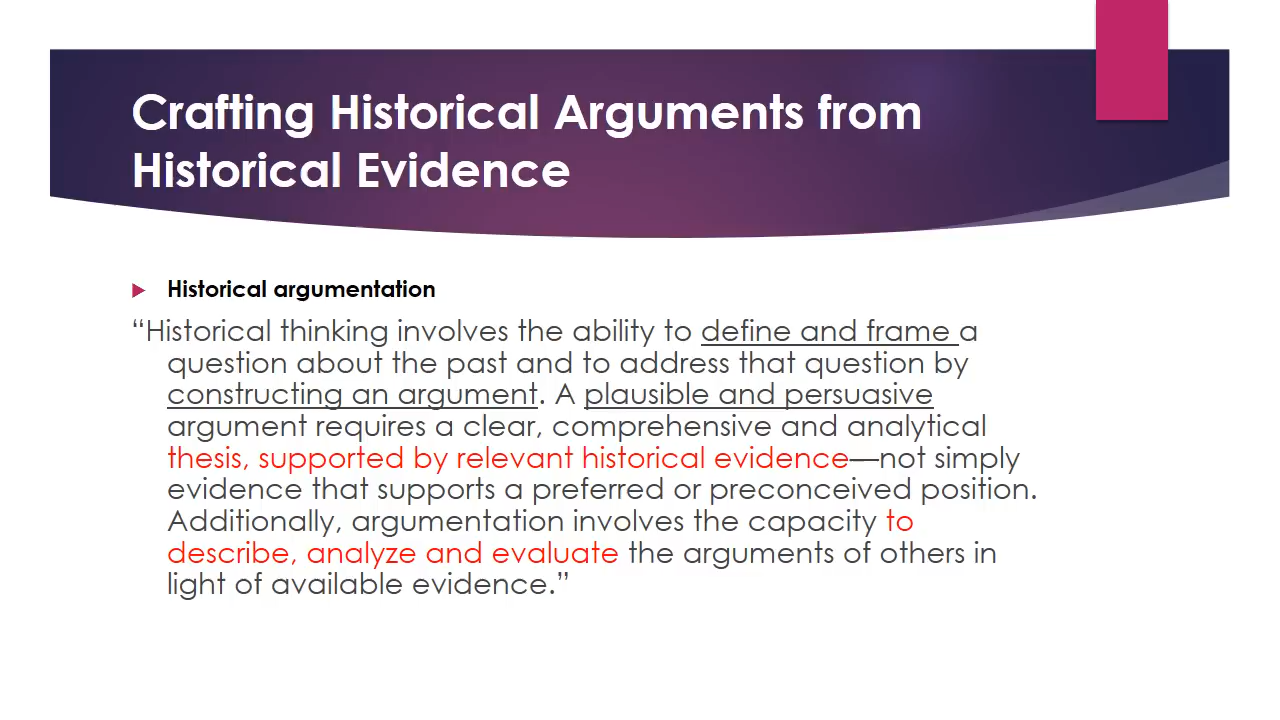 Crafting Historical Arguments from
Historical Evidence
Historical argumentation
“Historical thinking involves the ability to define and frame a
question about the past and to address that question by
constructing an argument. A plausible and persuasive
argument requires a clear, comprehensive and analytical
thesis, supported by relevant historical evidence—not simply
evidence that supports a preferred or preconceived position.
Additionally, argumentation involves the capacity to
describe, analyze and evaluate the arguments of others in
light of available evidence.”